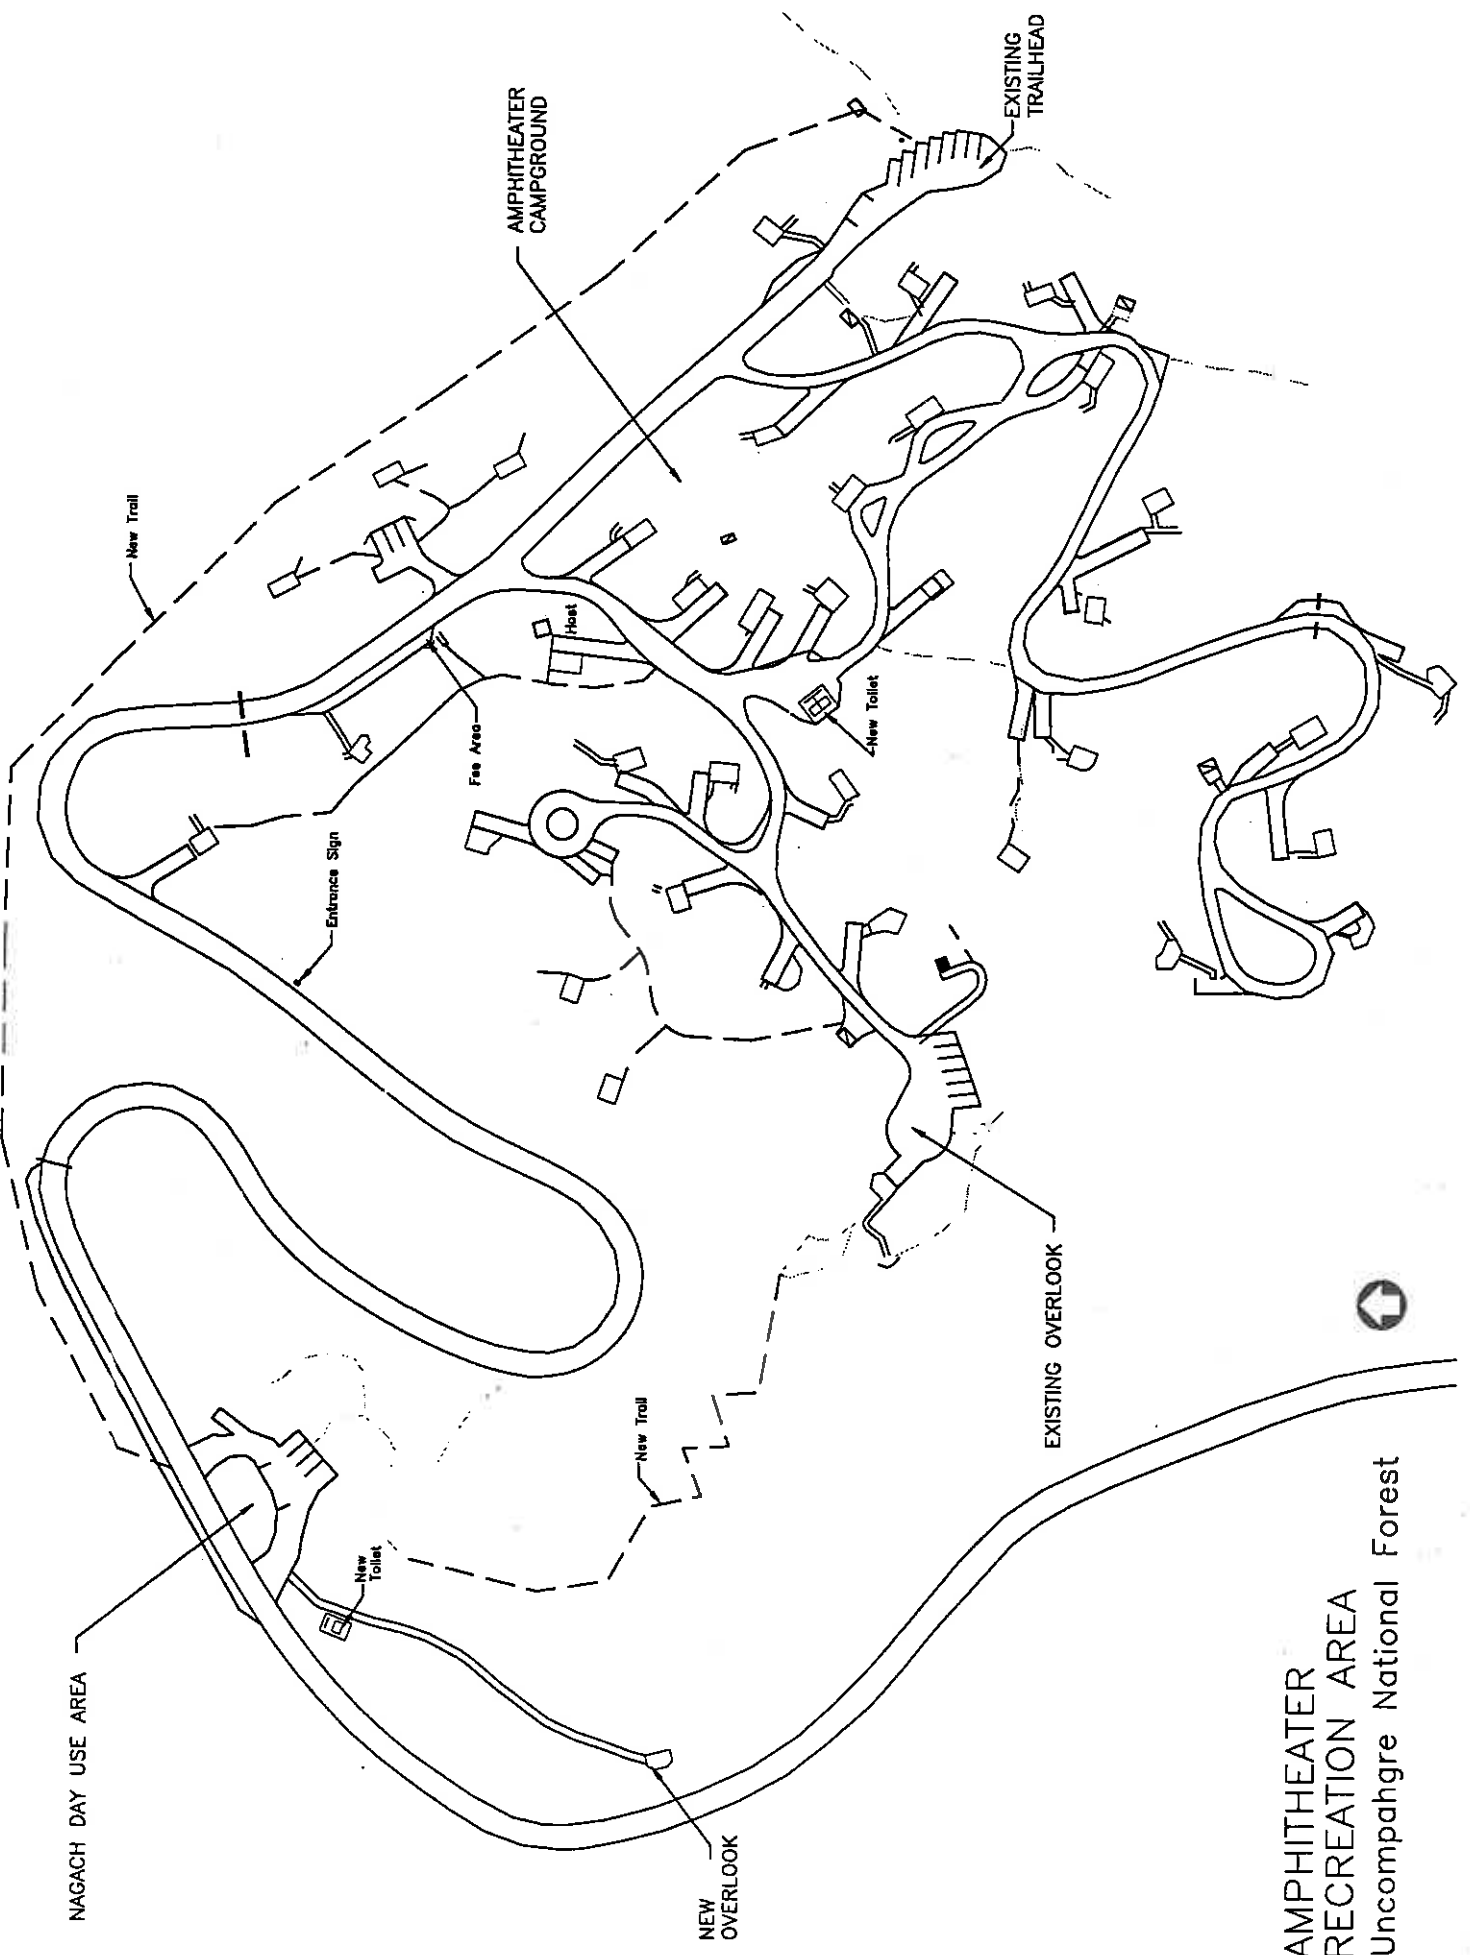 NAGACH DAY USE AREA
New Trail
AMPHITHEATER
CAMPGROUND
EXISTING
TRAILHEAD
Entrance Sign
Fee Area
Host
New Toilet
New
Toilet
New Trail
NEW
OVERLOOK
EXISTING OVERLOOK
AMPHITHEATER
RECREATION AREA
Uncompahgre National Forest